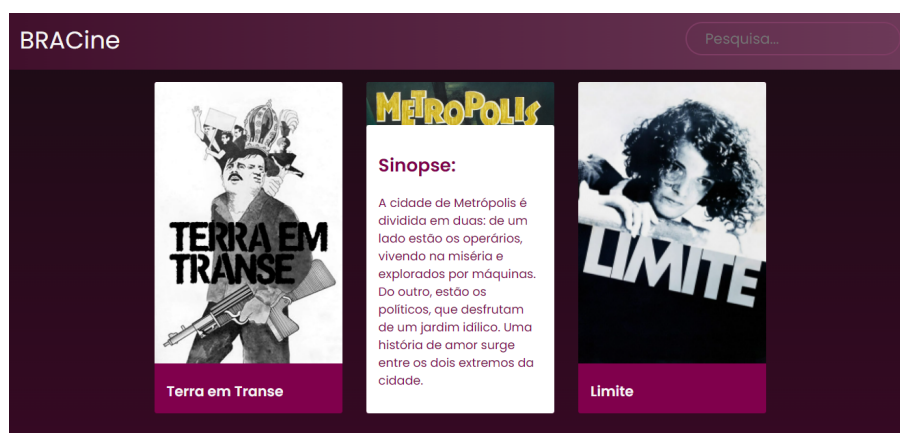 BRACine
Pesquisa...
TERRA EM
TRANSE
Terra em Transe
METROPOLIS
Sinopse:
A cidade de Metrópolis é
dividida em duas: de um
lado estão os operários,
vivendo na miséria e
explorados por máquinas.
Do outro, estão os
políticos, que desfrutam
de um jardim idílico. Uma
história de amor surge
entre os dois extremos da
cidade.
LIMITE
Limite